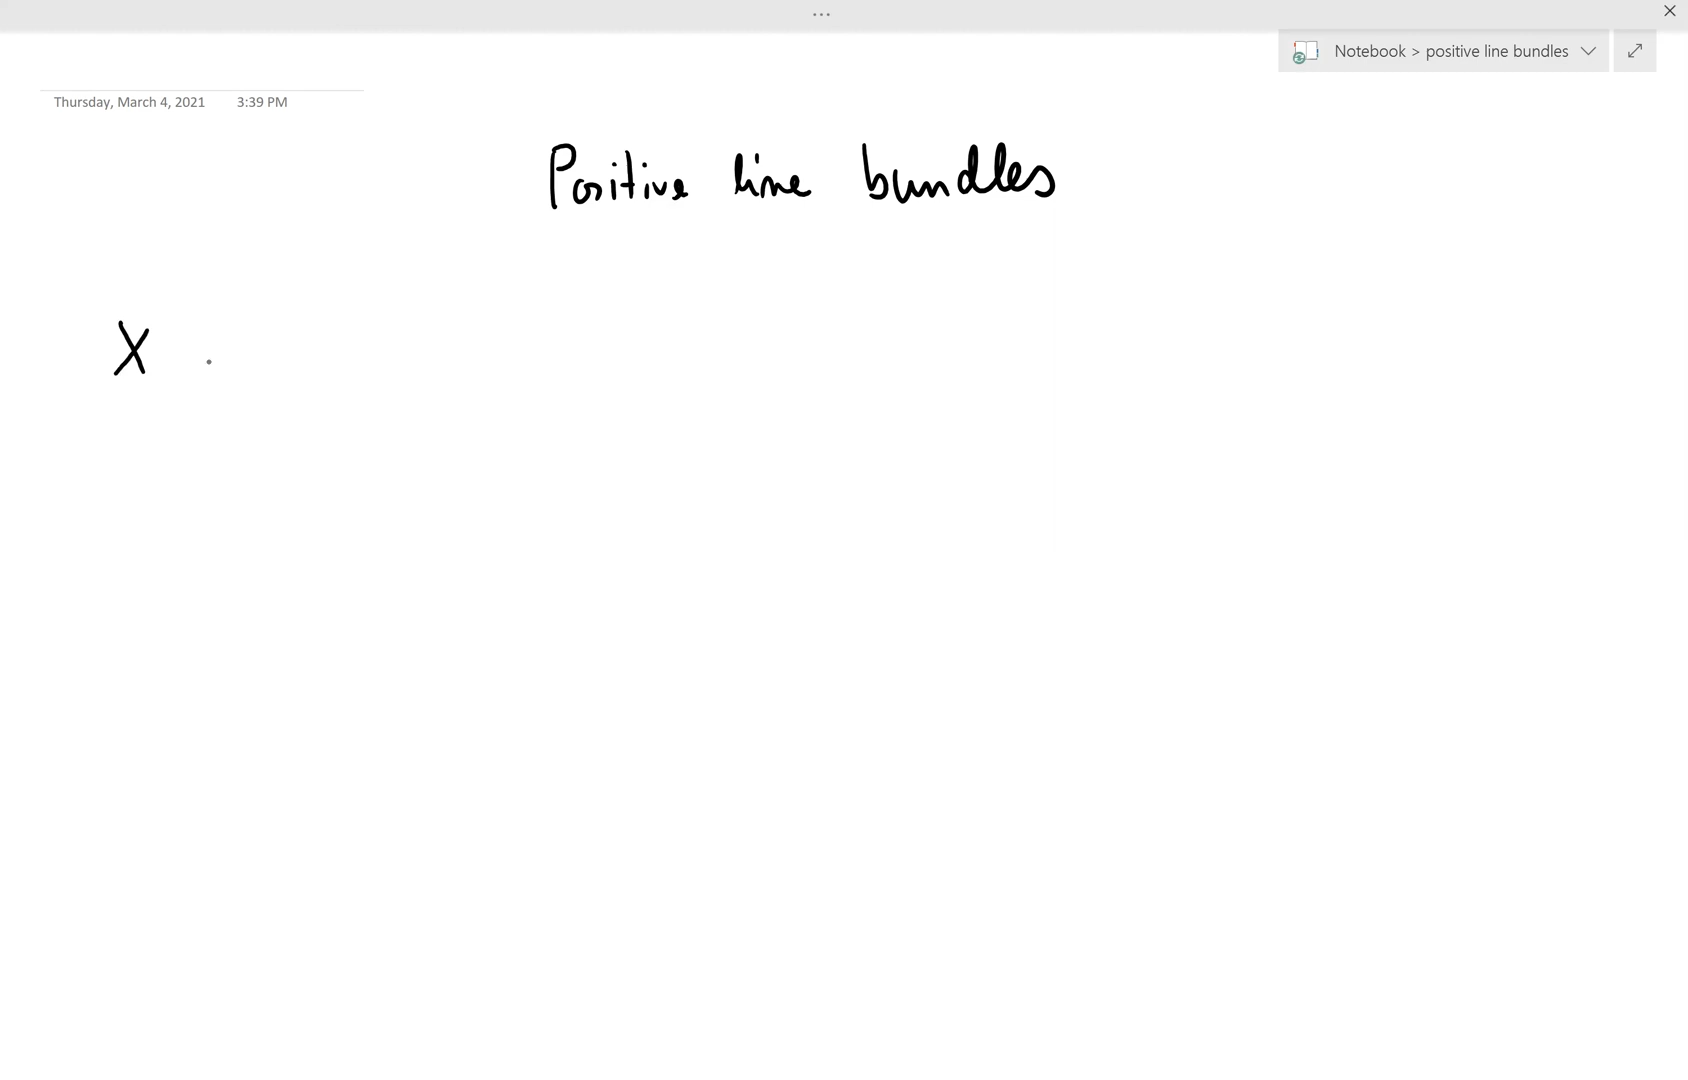 Notebook > positive line bundles
Thursday, March 4, 2021 3:39 PM
Positive line bundles
X